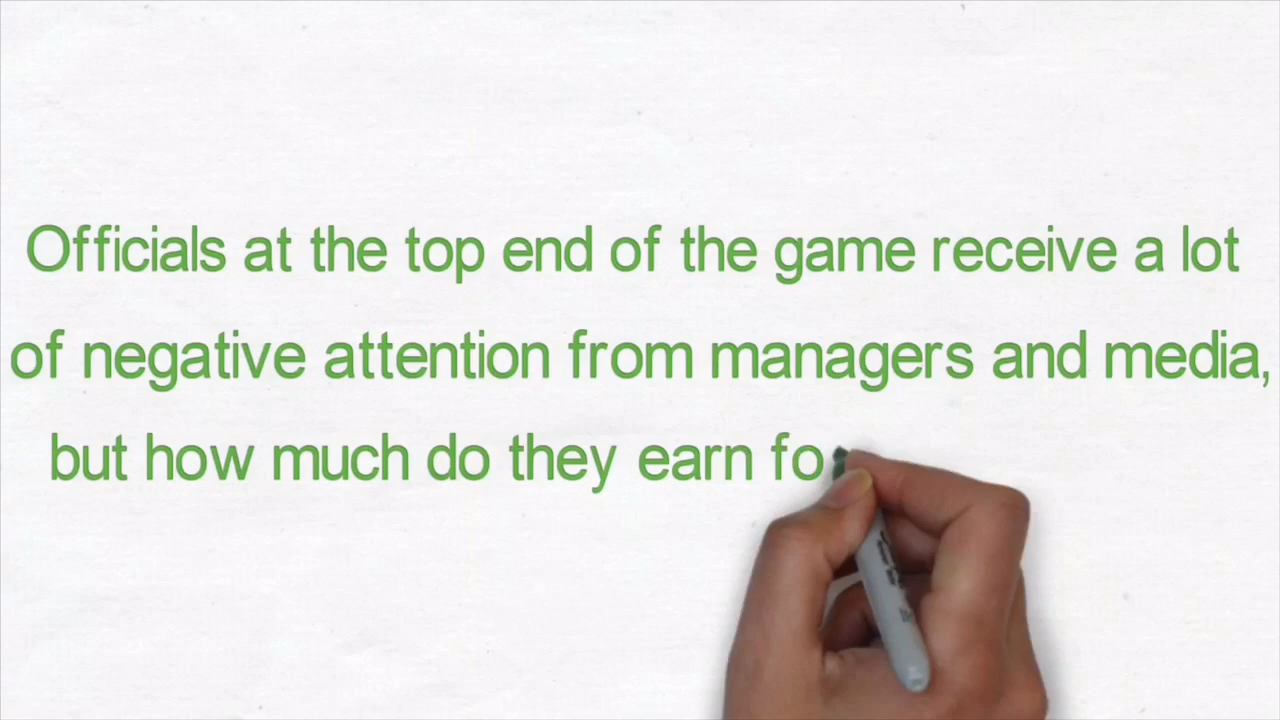 Officials at the top end of the game receive a lot
of negative attention from managers and media,
but how much do they earn fo